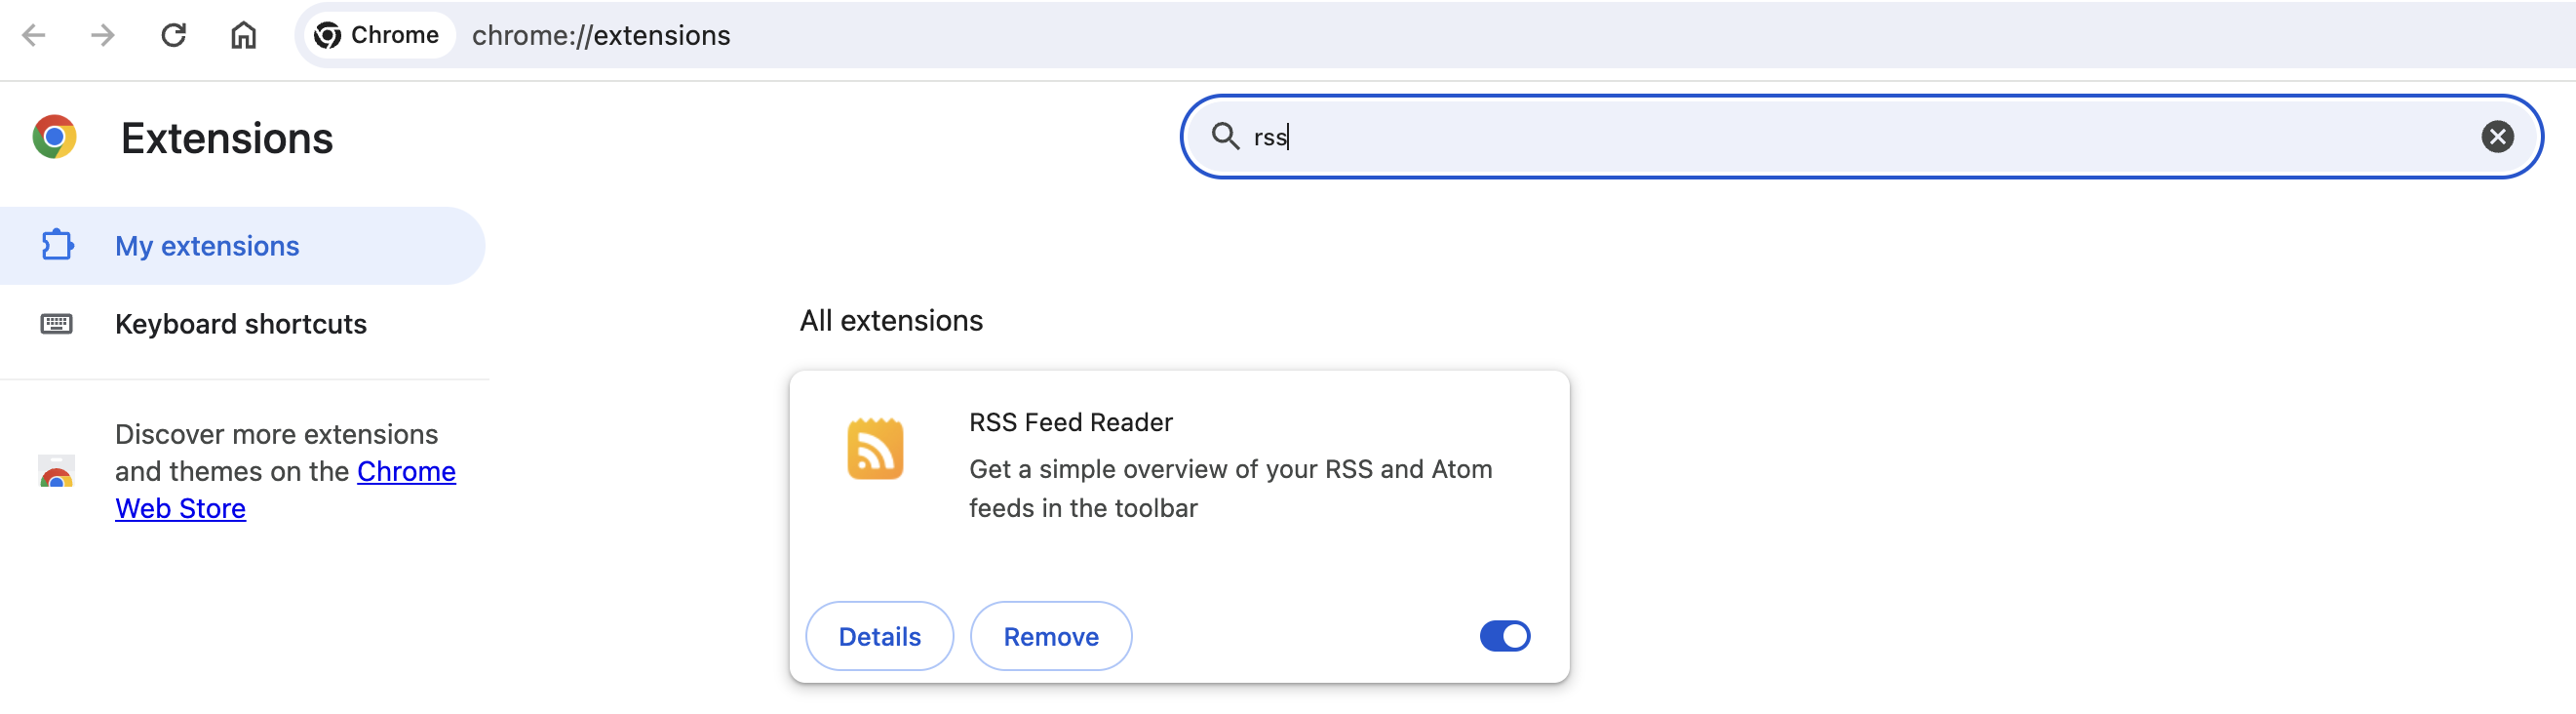 Chrome chrome://extensions
Extensions
rss
My extensions
Keyboard shortcuts
Discover more extensions
and themes on the Chrome
Web Store
All extensions
RSS Feed Reader
Get a simple overview of your RSS and Atom
feeds in the toolbar
Details Remove